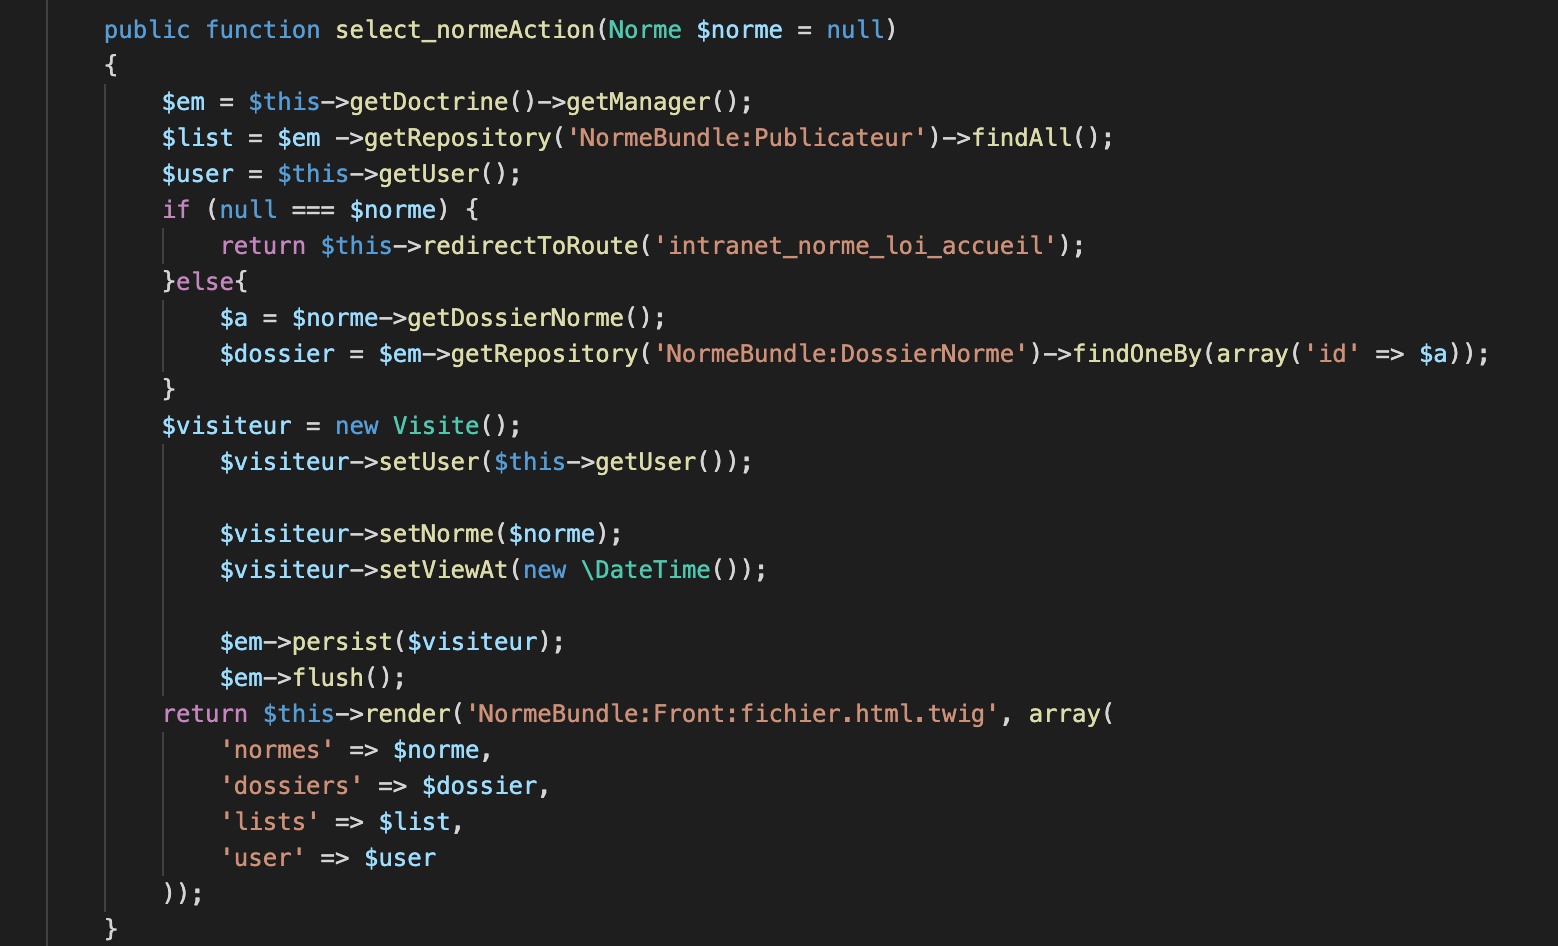 public function select_normeAction(Norme $norme = null)
{
$em = $this->getDoctrine()->getManager();
$list = $em ->getRepository('NormeBundle:Publicateur')->findAll();
$user = $this->getUser();
if (null === $norme) {
return $this->redirectToRoute('intranet_norme_loi_accueil');
}else{
$a = $norme->getDossierNorme();
$dossier = $em->getRepository('NormeBundle:DossierNorme')->findOneBy(array('id' => $a));
}
$visiteur = new Visite();
$visiteur->setUser($this->getUser());
$visiteur->setNorme($norme);
$visiteur->setViewAt(new \DateTime());
$em->persist($visiteur);
$em->flush();
return $this->render('NormeBundle:Front:fichier.html.twig', array(
'normes' => $norme,
'dossiers' => $dossier,
'lists' => $list,
'user' => $user
));
}